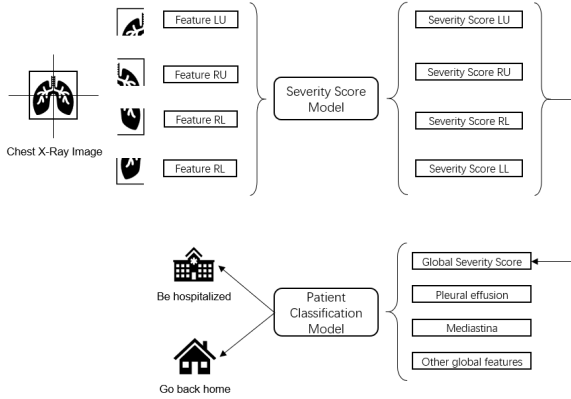 Feature LU
Feature RU
Feature RL
Feature RL
Chest X-Ray Image
Severity Score
Model
Severity Score LU
Severity Score RU
Severity Score RL
Severity Score LL
Be hospitalized
Go back home
Patient
Classification
Model
Global Severity Score
Pleural effusion
Mediastina
Other global features